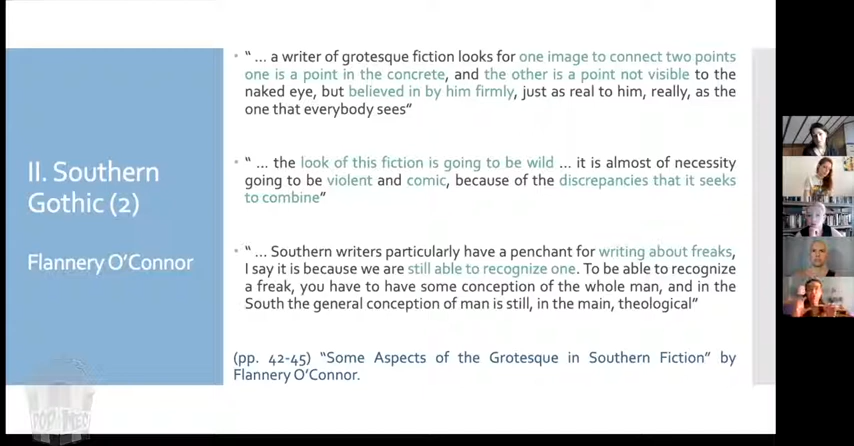 II. Southern
Gothic (2)
Flannery O'Connor
• " … a writer of grotesque fiction looks for one image to connect two points
one is a point in the concrete, and the other is a point not visible to the
naked eye, but believed in by him firmly, just as real to him, really, as the
one that everybody sees"
• " … the look of this fiction is going to be wild … it is almost of necessity
going to be violent and comic, because of the discrepancies that it seeks
to combine"
• " … Southern writers particularly have a penchant for writing about freaks,
I say it is because we are still able to recognize one. To be able to recognize
a freak, you have to have some conception of the whole man, and in the
South the general conception of man is still, in the main, theological"
(pp. 42-45) "Some Aspects of the Grotesque in Southern Fiction" by
Flannery O'Connor.
POP MEC